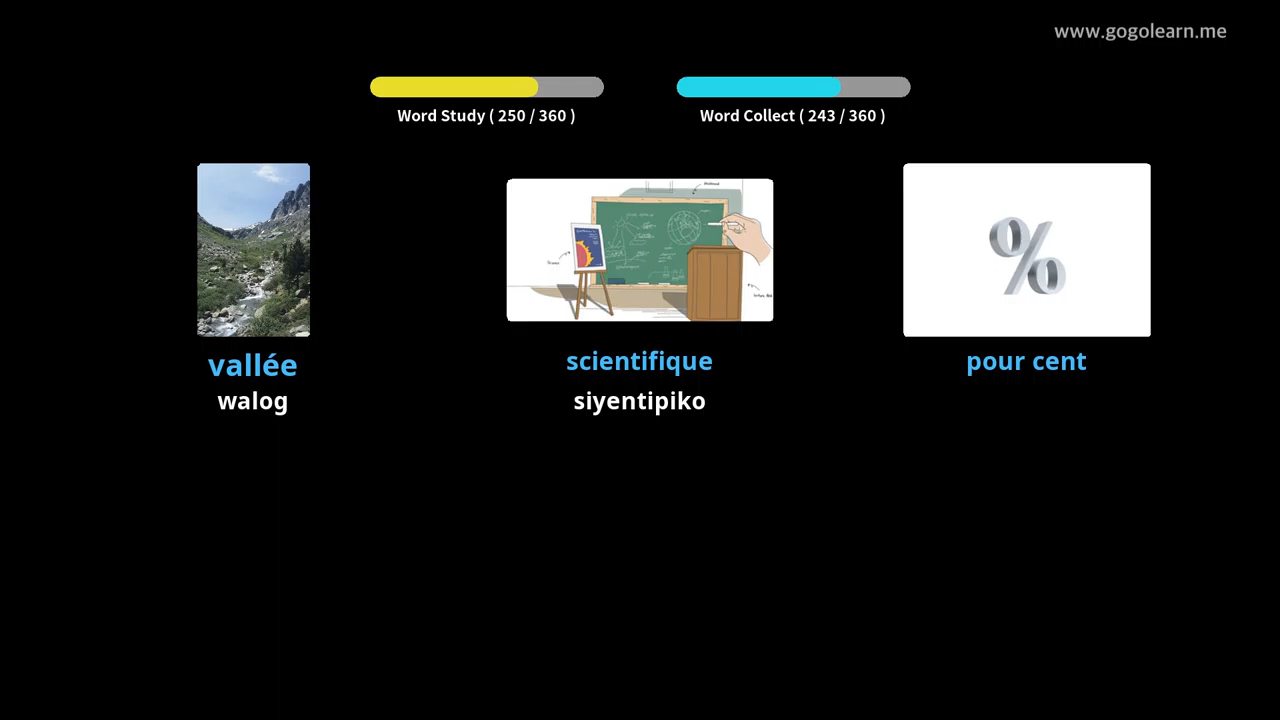 www.gogolearn.me
Word Study ( 250 / 360 )
Word Collect ( 243 / 360 )
%
vallée
walog
scientifique
siyentipiko
pour cent